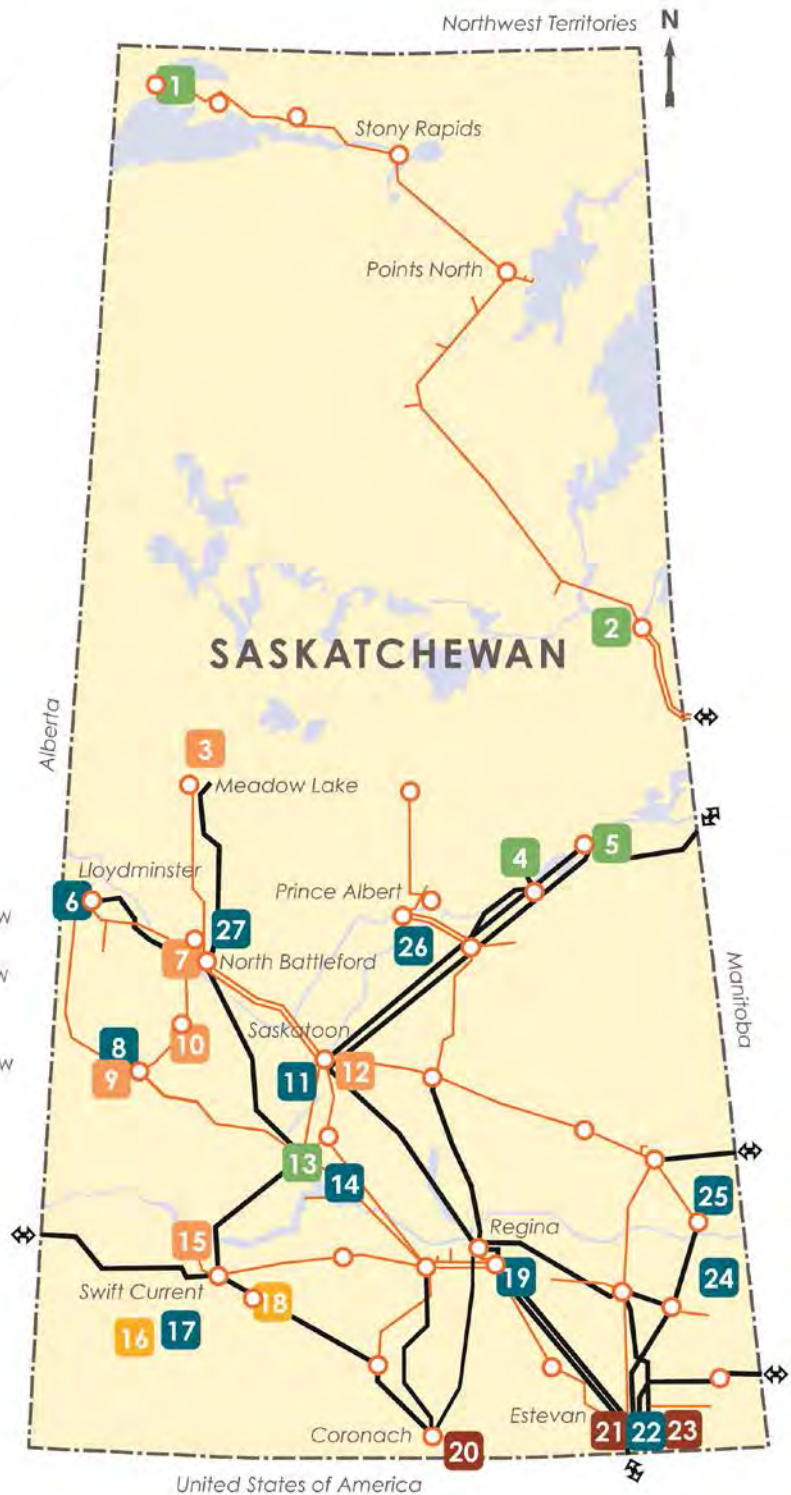 Northwest Territories
N
1
Stony Rapids
Points North
2
SASKATCHEWAN
Alberta
3
Meadow Lake
4
5
Lloydminster
6
Prince Albert
w
27
26
7
North Battleford
w
Manitoba
Saskatoon
10
8
9
w
11
12
13
14
25
15
Regina
19
24
Swift Current
18
16
17
Estevan
21
22
23
Coronach
20
United States of America